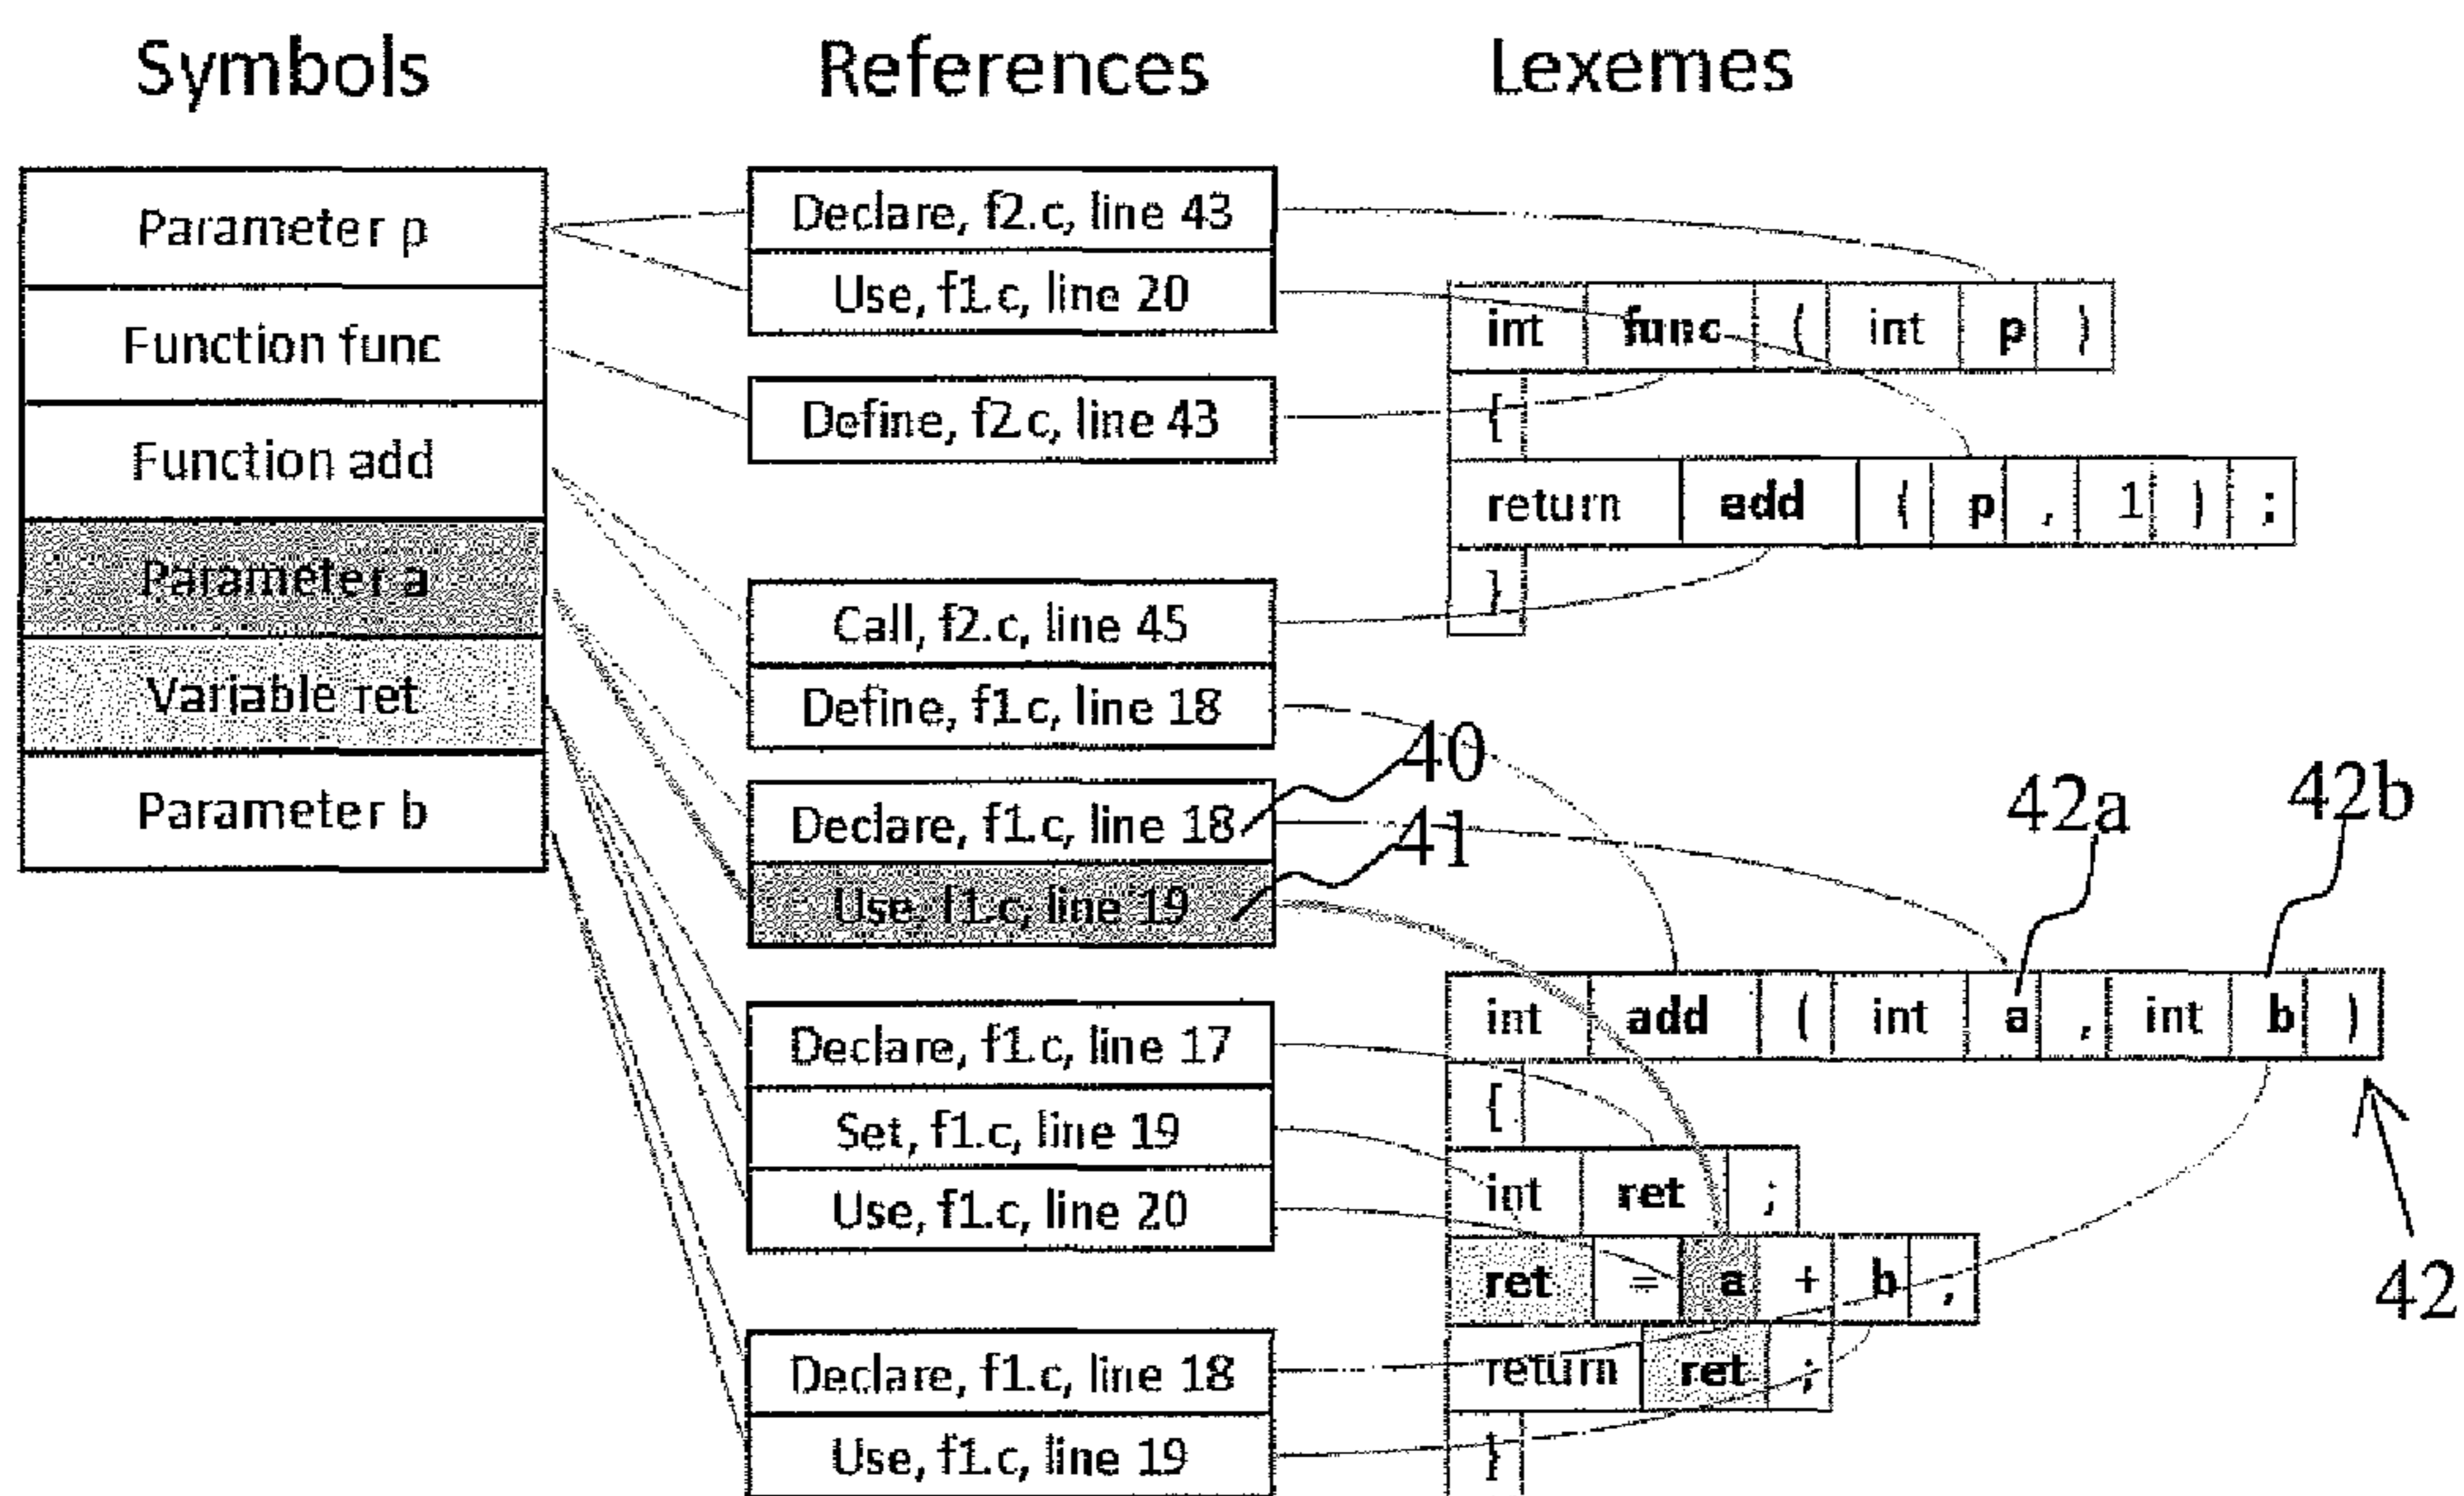 Symbols
References
Lexemes
Parameter p
Function func
Function add
Parameter a
Variable ret
Parameter b
Declare, f2.c, line 43
Use, f1.c, line 20
Define, f2.c, line 43
Call, f2.c, line 45
Define, f1.c, line 18
Declare, f1.c, line 18
Use, f1.c, line 19
Declare, f1.c, line 17
Set, f1.c, line 19
Use, f1.c, line 20
Declare, f1.c, line 18
Use, f1.c, line 19
int func ( int p )
{
return add ( p , 1 ) ;
}
40
41
42a
42b
int add ( int a , int b )
{
int ret ;
ret = a + b ,
return ret ;
}
42